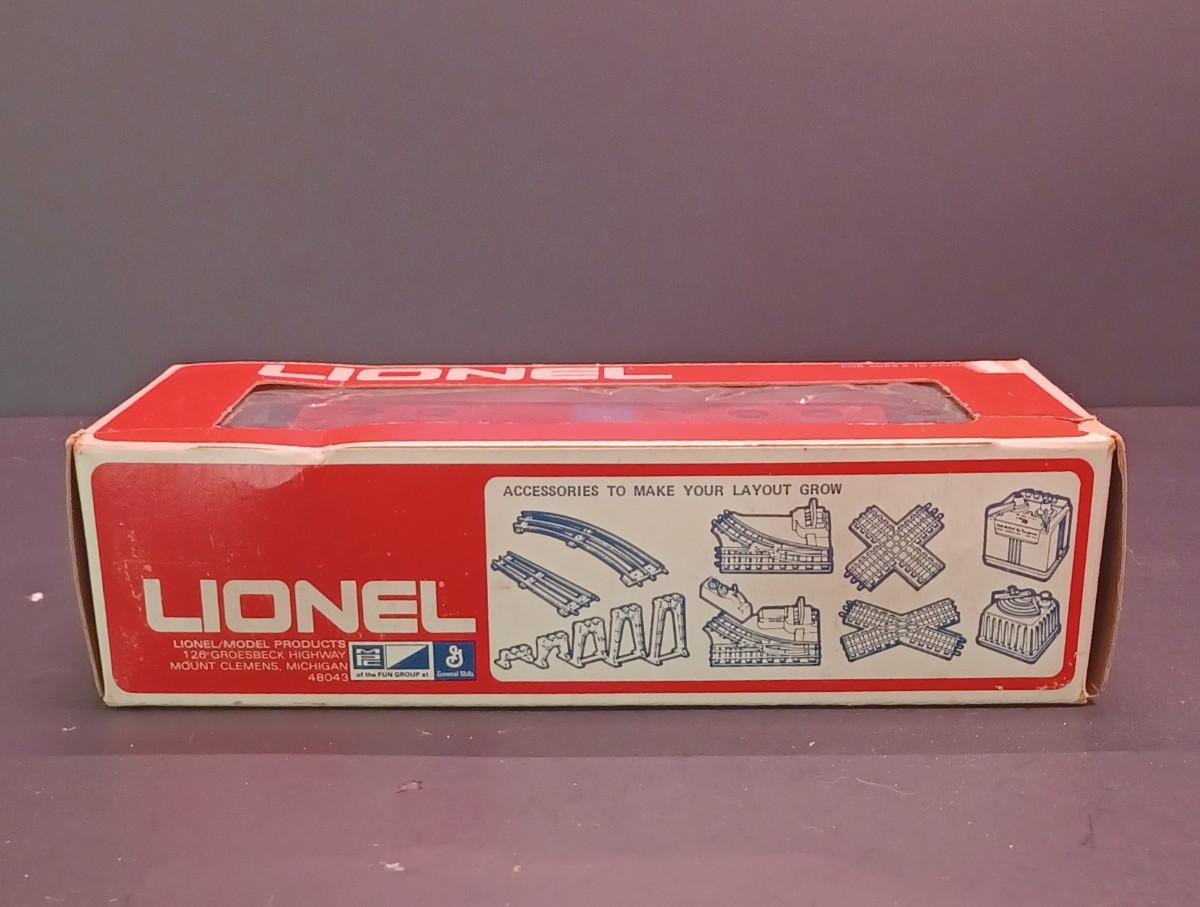 LIONEL
ACCESSORIES TO MAKE YOUR LAYOUT GROW
LIONEL
LIONEL/MODEL PRODUCTS
126 GROESBECK HIGHWAY
MOUNT CLEMENS, MICHIGAN
48043
MPC
of the FUN GROUP at
G
General Mills